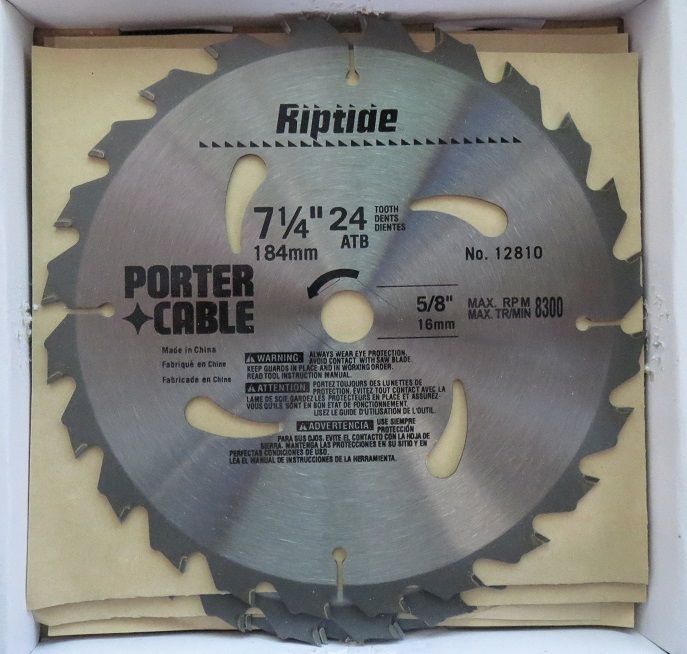 Riptide
7 1/4" 24 TOOTH
DENTS
DIENTES
184mm ATB
No. 12810
PORTER
CABLE
5/8"
16mm
MAX. RPM 8300
MAX. TR/MIN
Made in China
Fabriqué en Chine
Fabricado en Chine
WARNING: ALWAYS WEAR EYE PROTECTION.
AVOID CONTACT WITH SAW BLADE.
KEEP GUARDS IN PLACE AND IN WORKING ORDER.
READ TOOL INSTRUCTION MANUAL.
ATTENTION: PORTEZ TOUJOURS DES LUNETTES DE
PROTECTION. EVITEZ TOUT CONTACT AVEC LA
LAME DE SCIE. GARDEZ LES PROTECTEURS EN PLACE ET ASSUREZ-
VOUS QU'ILS SONT EN BON ETAT DE FONCTIONNEMENT.
LISEZ LE GUIDE D'UTILISATION DE L'OUTIL.
ADVERTENCIA: USE SIEMPRE
PROTECCIÓN
PARA SUS OJOS. EVITE EL CONTACTO CON LA HOJA DE
SIERRA. MANTENGA LAS PROTECCIONES EN SU SITIO Y EN
PERFECTAS CONDICIONES DE USO.
LEA EL MANUAL DE INSTRUCCIONES DE LA HERRAMIENTA.